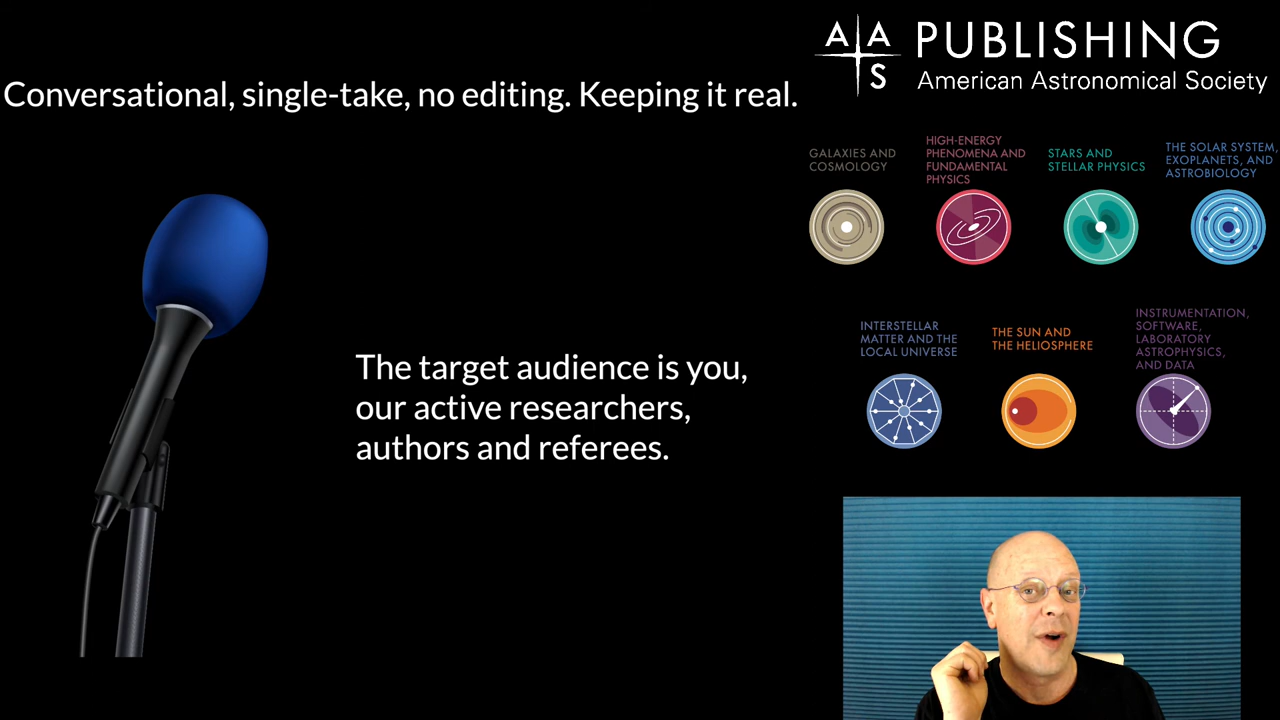 Conversational, single-take, no editing. Keeping it real.
AAS
PUBLISHING
American Astronomical Society
GALAXIES AND
COSMOLOGY
HIGH-ENERGY
PHENOMENA AND
FUNDAMENTAL
PHYSICS
STARS AND
STELLAR PHYSICS
THE SOLAR SYSTEM,
EXOPLANETS, AND
ASTROBIOLOGY
INTERSTELLAR
MATTER AND THE
LOCAL UNIVERSE
THE SUN AND
THE HELIOSPHERE
INSTRUMENTATION,
SOFTWARE,
LABORATORY
ASTROPHYSICS,
AND DATA
The target audience is you,
our active researchers,
authors and referees.